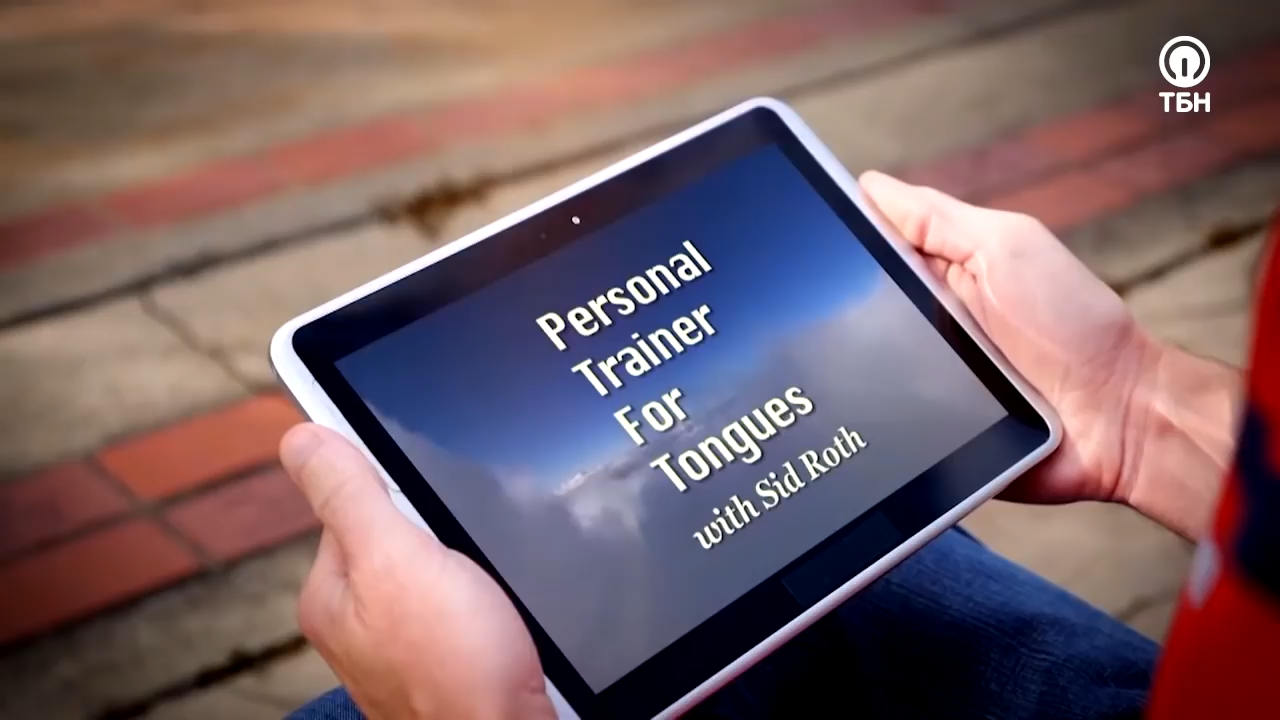 ТБН
Personal
Trainer
For
Tongues
with Sid Roth